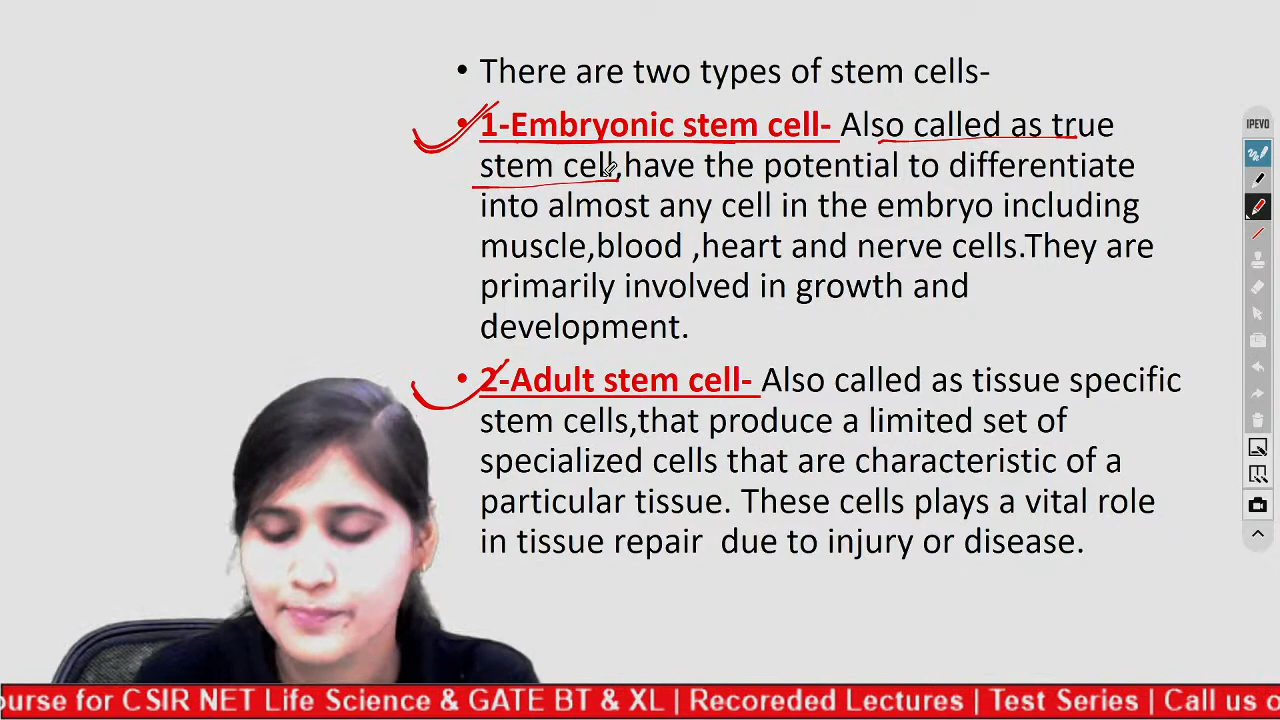 • There are two types of stem cells-
• 1-Embryonic stem cell- Also called as true
stem cell,have the potential to differentiate
into almost any cell in the embryo including
muscle,blood ,heart and nerve cells.They are
primarily involved in growth and
development.
• 2-Adult stem cell- Also called as tissue specific
stem cells,that produce a limited set of
specialized cells that are characteristic of a
particular tissue. These cells plays a vital role
in tissue repair  due to injury or disease.
IPEVO
ourse for CSIR NET Life Science & GATE BT & XL | Recoreded Lectures | Test Series | Call us o